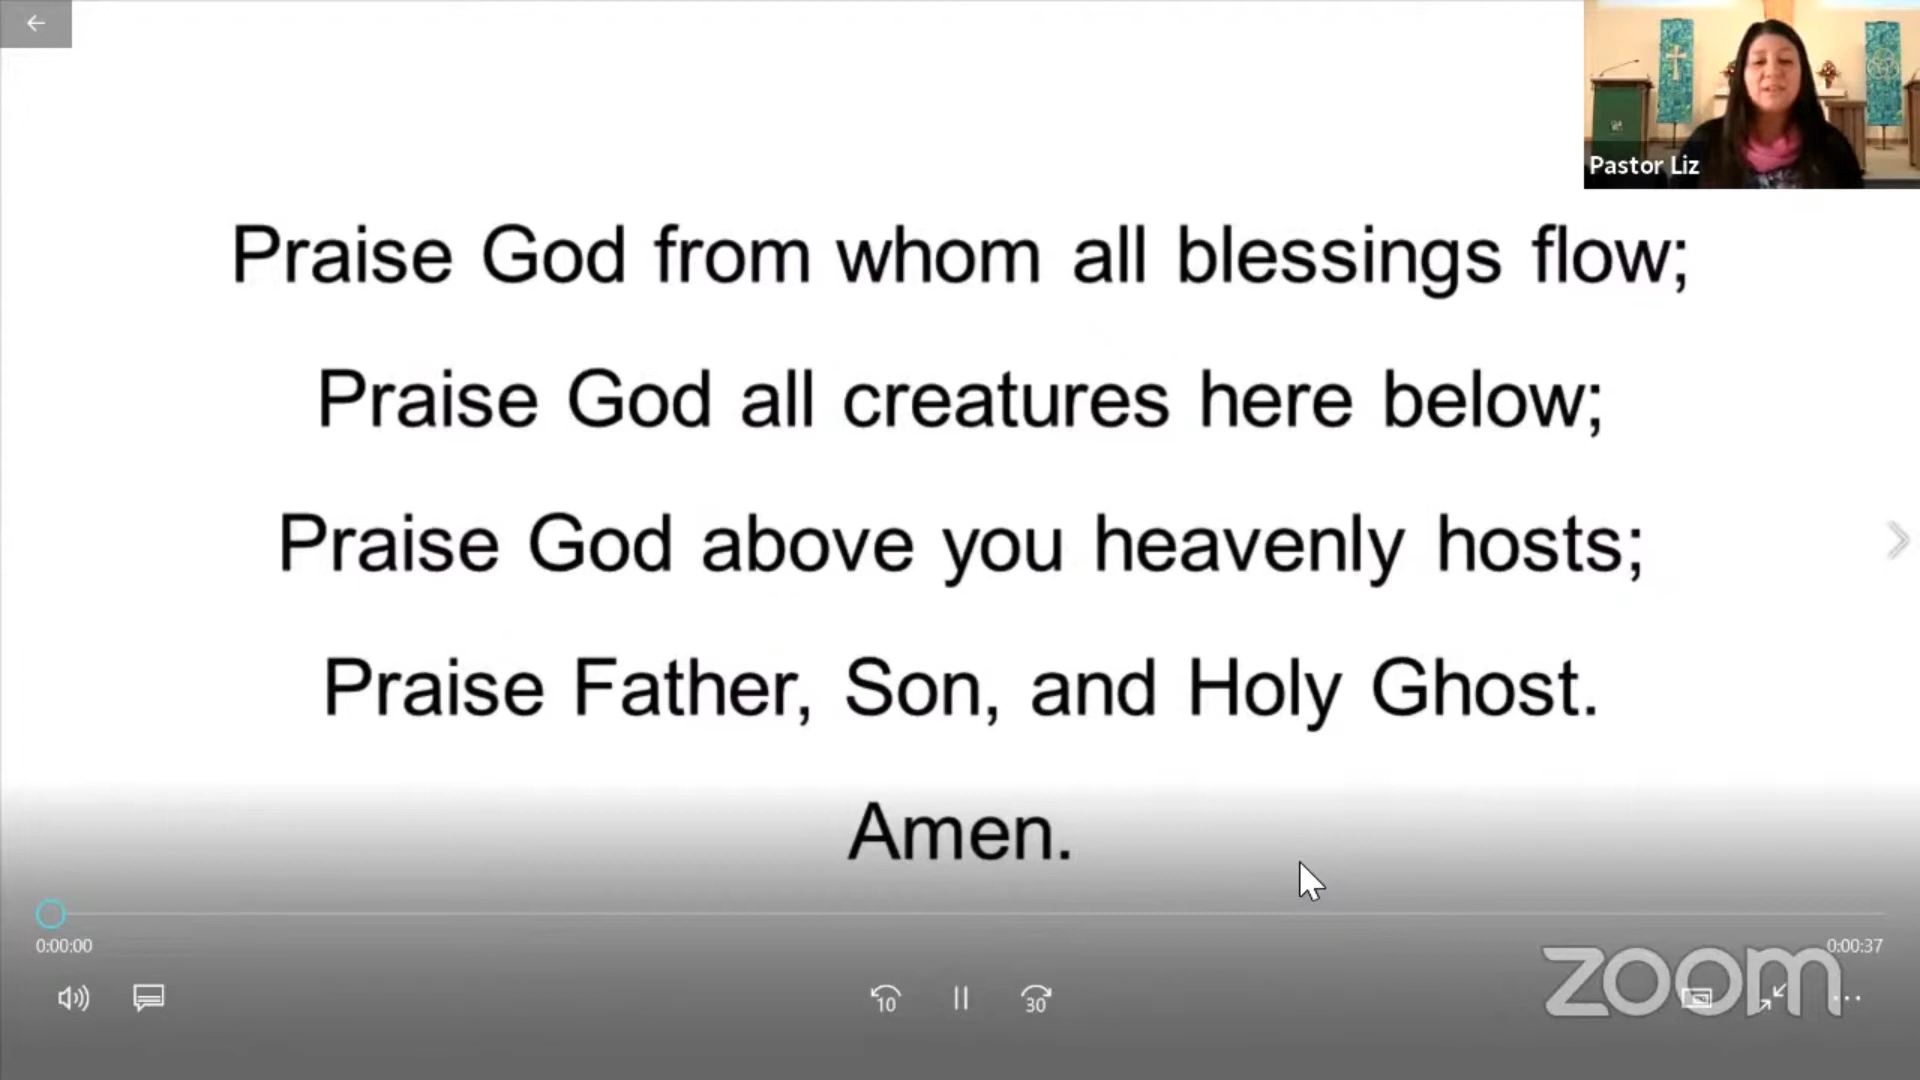 Pastor Liz
Praise God from whom all blessings flow;
Praise God all creatures here below;
Praise God above you heavenly hosts;
Praise Father, Son, and Holy Ghost.
Amen.
0:00:00
0:00:37
10
30
zoom